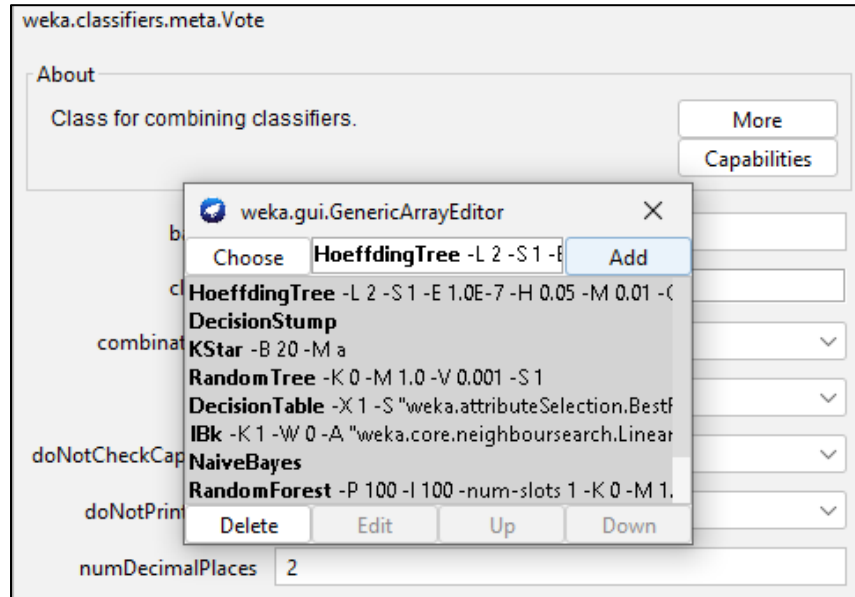 weka.classifiers.meta.Vote
About
Class for combining classifiers.
More
Capabilities
weka.gui.GenericArrayEditor
Choose HoeffdingTree -L 2 -S 1 -E Add
HoeffdingTree -L 2 -S 1 -E 1.0E-7 -H 0.05 -M 0.01 -
DecisionStump
combinat
KStar -B 20 -M a
RandomTree -K 0 -M 1.0 -V 0.001 -S 1
DecisionTable -X 1 -S "weka.attributeSelection.BestF
IBk -K 1 -W 0 -A "weka.core.neighboursearch.Linear
doNotCheckCap
NaiveBayes
RandomForest -P 100 -I 100 -num-slots 1 -K 0 -M 1.
doNotPrint
Delete Edit Up Down
numDecimalPlaces 2